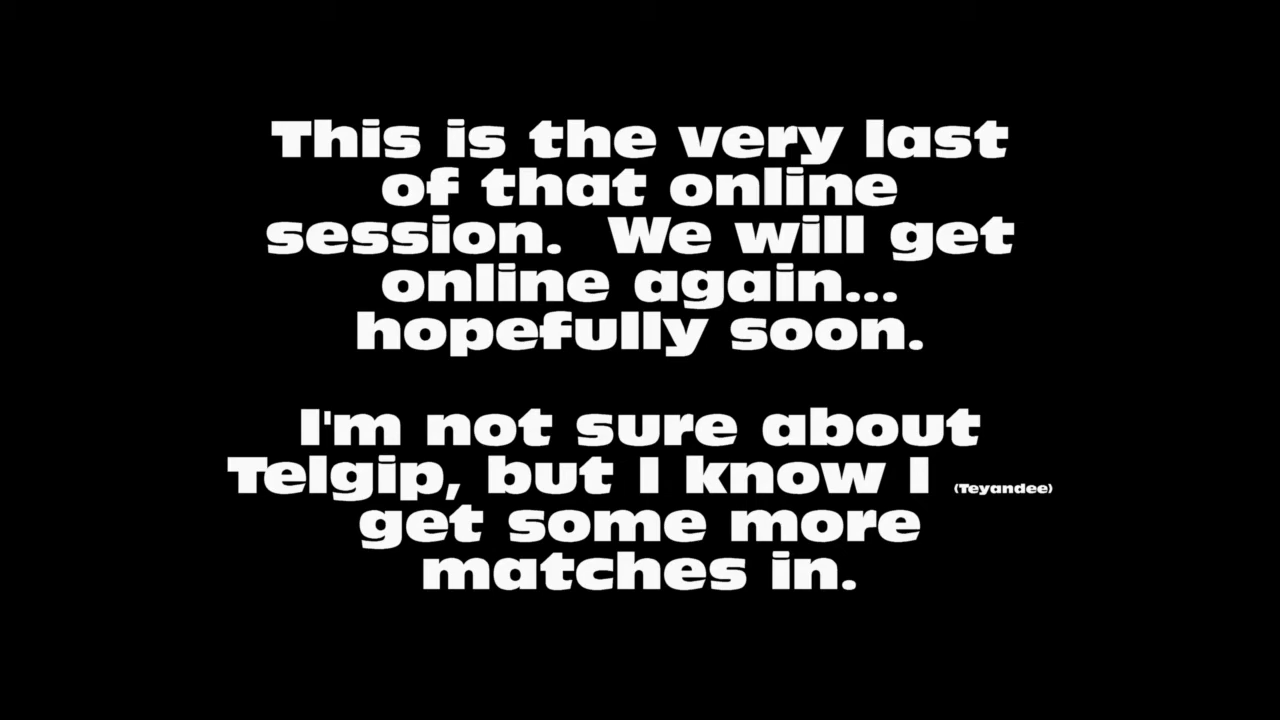 This is the very last
of that online
session.  We will get
online again...
hopefully soon.
I'm not sure about
Telgip, but I know I (Teyandee)
get some more
matches in.